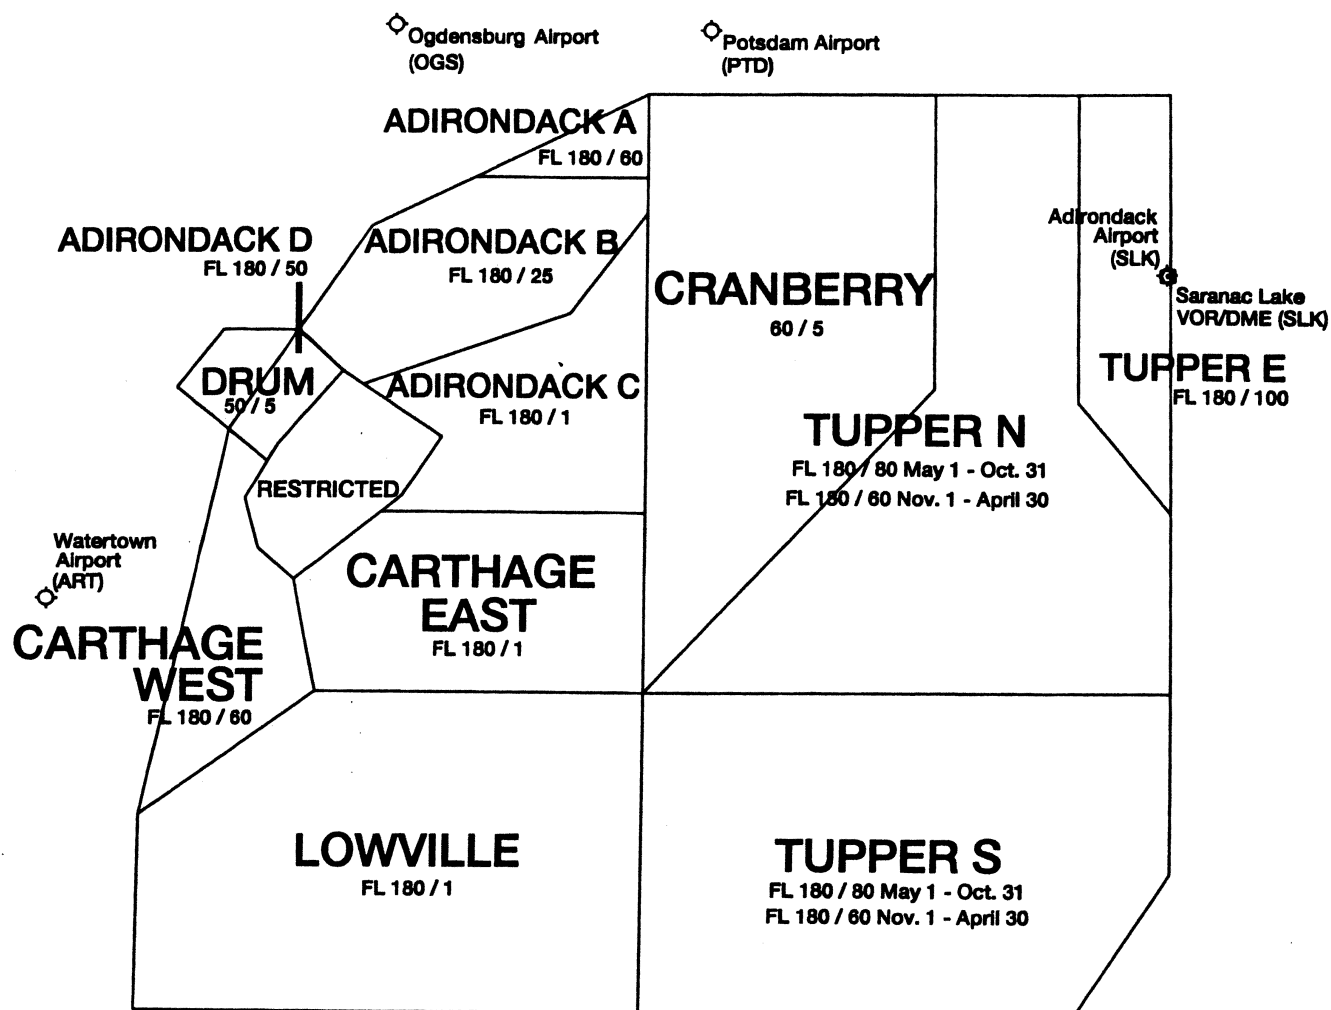 Ogdensburg Airport
(OGS)
Potsdam Airport
(PTD)
ADIRONDACK A
FL 180 / 60
ADIRONDACK D
FL 180 / 50
ADIRONDACK B
FL 180 / 25
CRANBERRY
60 / 5
Adirondack
Airport
(SLK)
Saranac Lake
VOR/DME (SLK)
TUPPER E
FL 180 / 100
DRUM
50 / 5
ADIRONDACK C
FL 180 / 1
TUPPER N
FL 180 / 80 May 1 - Oct. 31
FL 180 / 60 Nov. 1 - April 30
RESTRICTED
Watertown
Airport
(ART)
CARTHAGE
EAST
FL 180 / 1
CARTHAGE
WEST
FL 180 / 60
LOWVILLE
FL 180 / 1
TUPPER S
FL 180 / 80 May 1 - Oct. 31
FL 180 / 60 Nov. 1 - April 30